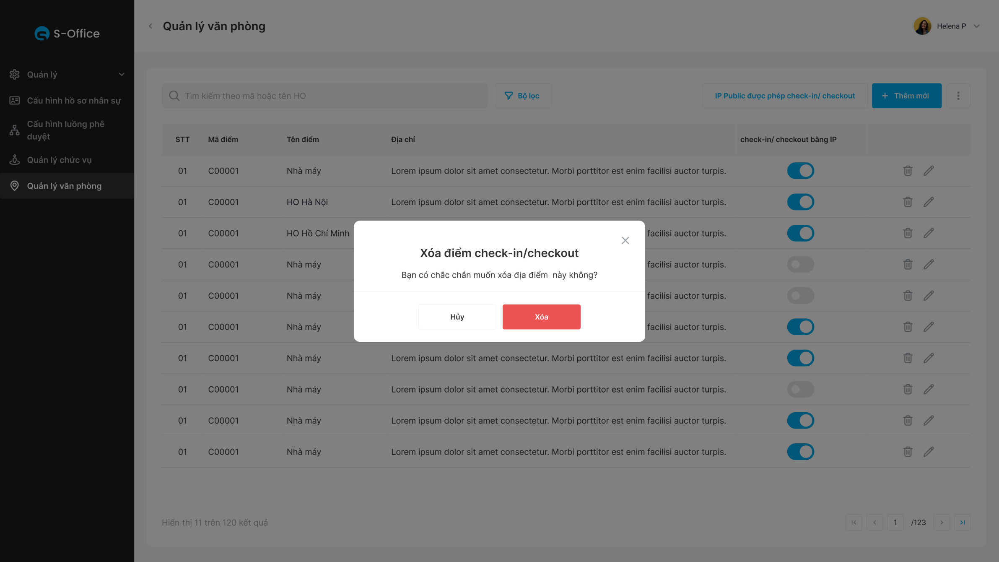 S-Office
Quản lý
Cấu hình hồ sơ nhân sự
Cấu hình luồng phê
duyệt
Quản lý chức vụ
Quản lý văn phòng
Quản lý văn phòng
Helena P
Tìm kiếm theo mã hoặc tên HO
Bộ lọc
IP Public được phép check-in/ checkout
+ Thêm mới
STT Mã điểm Tên điểm Địa chỉ check-in/ checkout bằng IP
01 C00001 Nhà máy Lorem ipsum dolor sit amet consectetur. Morbi porttitor est enim facilisi auctor turpis.
01 C00001 HO Hà Nội Lorem ipsum dolor sit amet consectetur. Morbi porttitor est enim facilisi auctor turpis.
01 C00001 HO Hồ Chí Minh facilisi auctor turpis.
01 C00001 Nhà máy facilisi auctor turpis.
01 C00001 Nhà máy facilisi auctor turpis.
01 C00001 Nhà máy facilisi auctor turpis.
01 C00001 Nhà máy Lorem ipsum dolor sit amet consectetur. Morbi porttitor est enim facilisi auctor turpis.
01 C00001 Nhà máy Lorem ipsum dolor sit amet consectetur. Morbi porttitor est enim facilisi auctor turpis.
01 C00001 Nhà máy Lorem ipsum dolor sit amet consectetur. Morbi porttitor est enim facilisi auctor turpis.
01 C00001 Nhà máy Lorem ipsum dolor sit amet consectetur. Morbi porttitor est enim facilisi auctor turpis.
Xóa điểm check-in/checkout
Bạn có chắc chắn muốn xóa địa điểm  này không?
Hủy
Xóa
Hiển thị 11 trên 120 kết quả
1 /123